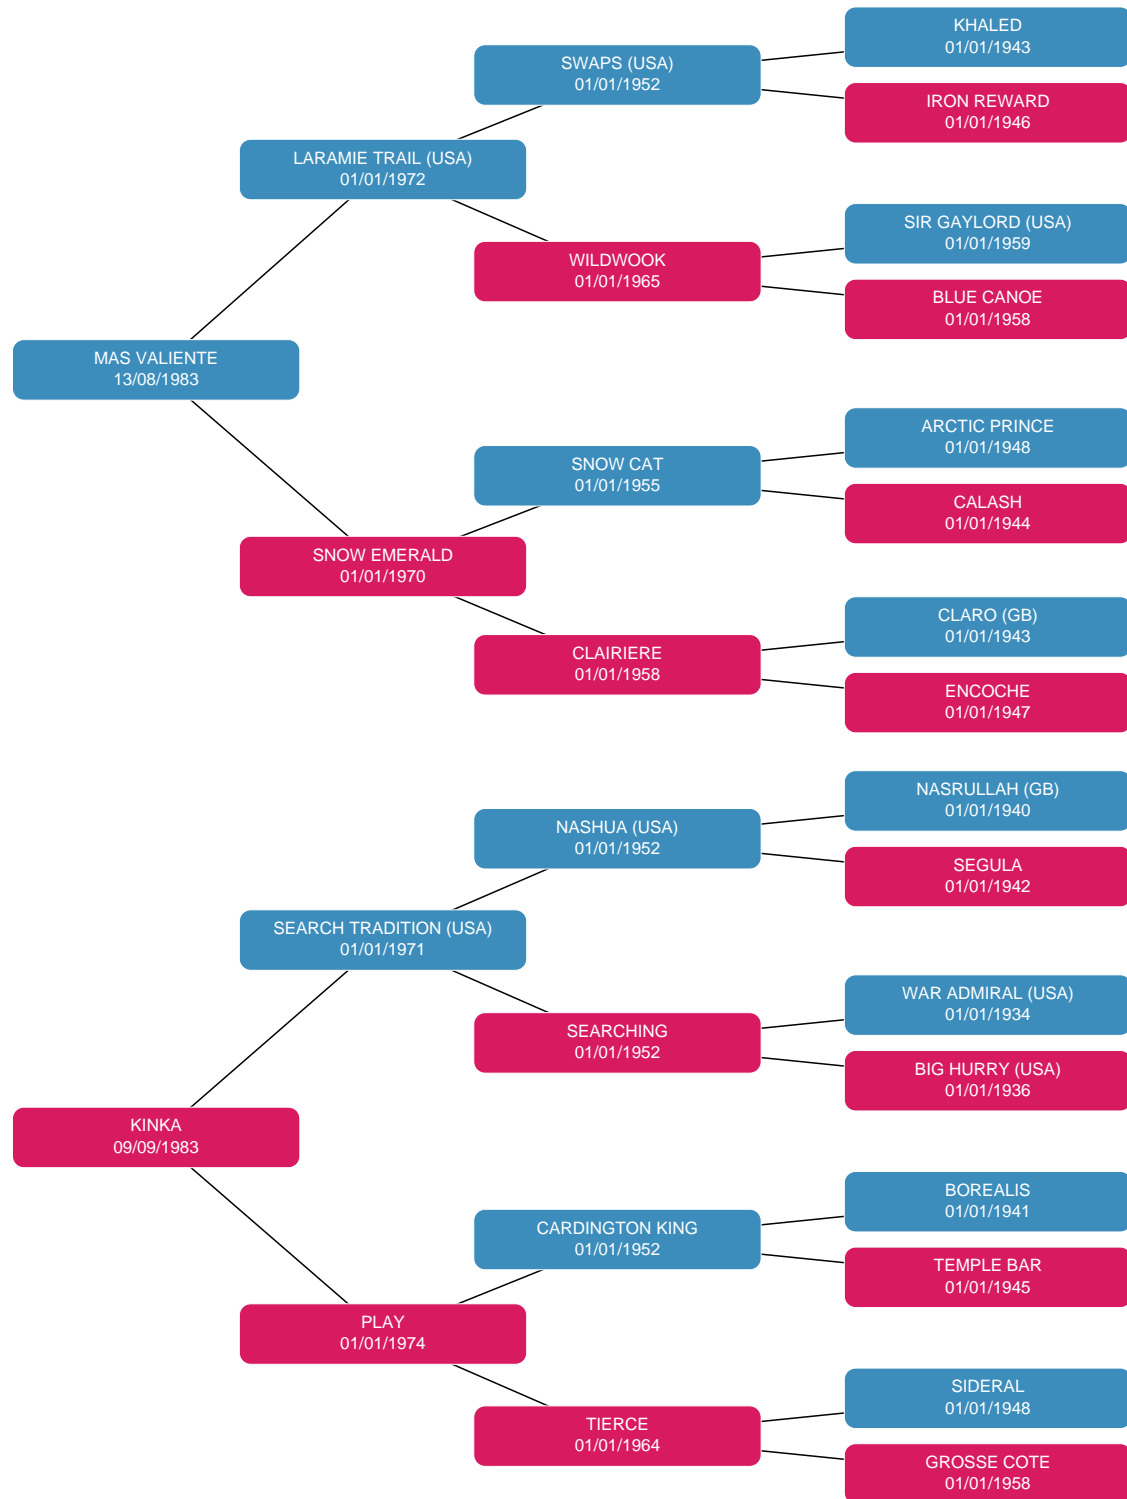 KHALED
01/01/1943
SWAPS (USA)
01/01/1952
IRON REWARD
01/01/1946
LARAMIE TRAIL (USA)
01/01/1972
SIR GAYLORD (USA)
01/01/1959
WILDWOOK
01/01/1965
BLUE CANOE
01/01/1958
MAS VALIENTE
13/08/1983
ARCTIC PRINCE
01/01/1948
SNOW CAT
01/01/1955
CALASH
01/01/1944
SNOW EMERALD
01/01/1970
CLARO (GB)
01/01/1943
CLAIRIERE
01/01/1958
ENCOCHE
01/01/1947
NASRULLAH (GB)
01/01/1940
NASHUA (USA)
01/01/1952
SEGULA
01/01/1942
SEARCH TRADITION (USA)
01/01/1971
WAR ADMIRAL (USA)
01/01/1934
SEARCHING
01/01/1952
BIG HURRY (USA)
01/01/1936
KINKA
09/09/1983
BOREALIS
01/01/1941
CARDINGTON KING
01/01/1952
TEMPLE BAR
01/01/1945
PLAY
01/01/1974
SIDERAL
01/01/1948
TIERCE
01/01/1964
GROSSE COTE
01/01/1958